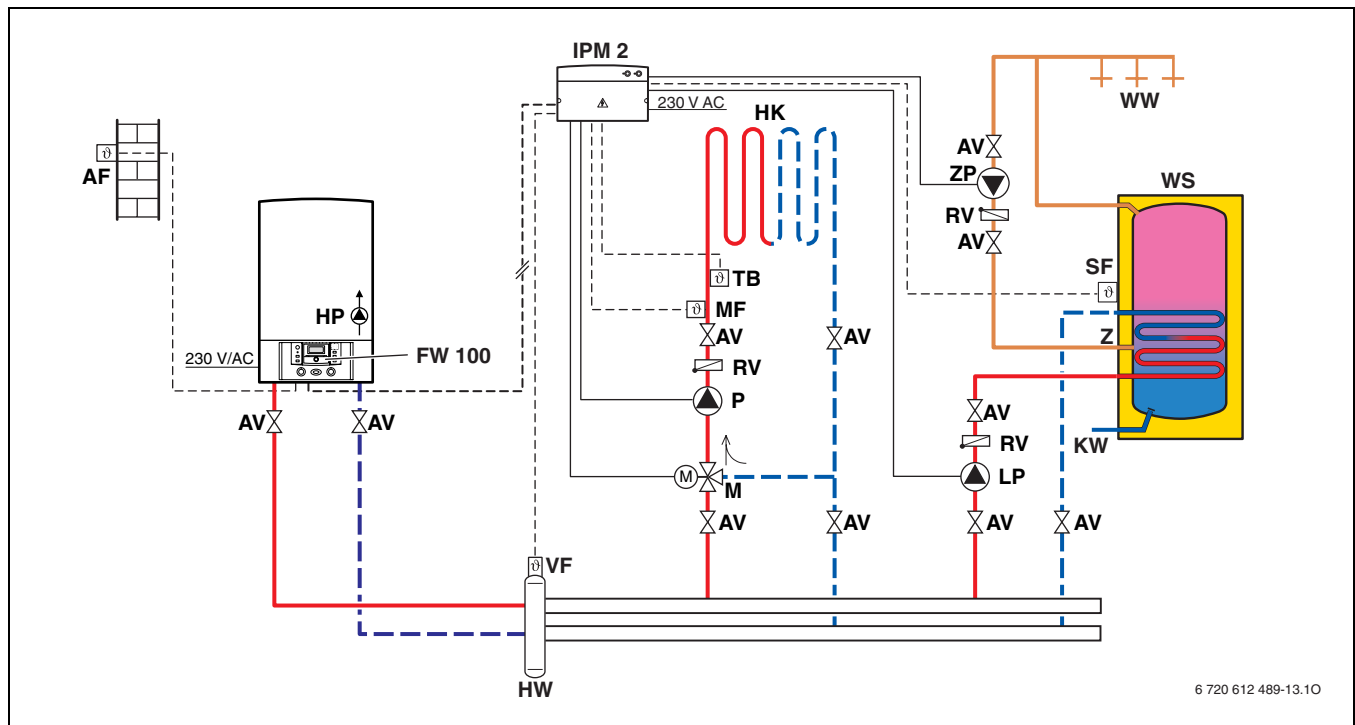 IPM 2
230 V AC
HK
WW
AV
ϑ
AF
ZP
WS
RV
AV
SF
ϑ
ϑ
TB
HP
ϑ
MF
Z
AV
AV
230 V/AC
FW 100
RV
P
AV
AV
AV
RV
KW
M
M
LP
AV
AV
AV
AV
ϑ
VF
HW
6 720 612 489-13.1O